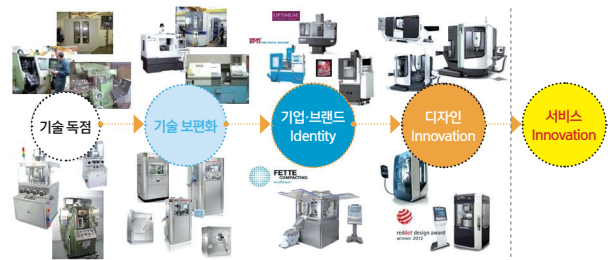 OPTIMUM
기술 독점
기술 보편화
기업·브랜드
Identity
디자인
Innovation
서비스
Innovation
FETTE
COMPACTING
reddot design award
winner 2012